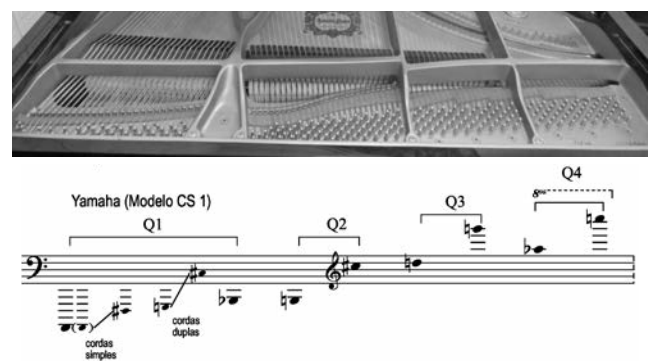 Q4
8va
Q3
Yamaha (Modelo CS 1)
Q1
Q2
cordas
duplas
cordas
simples